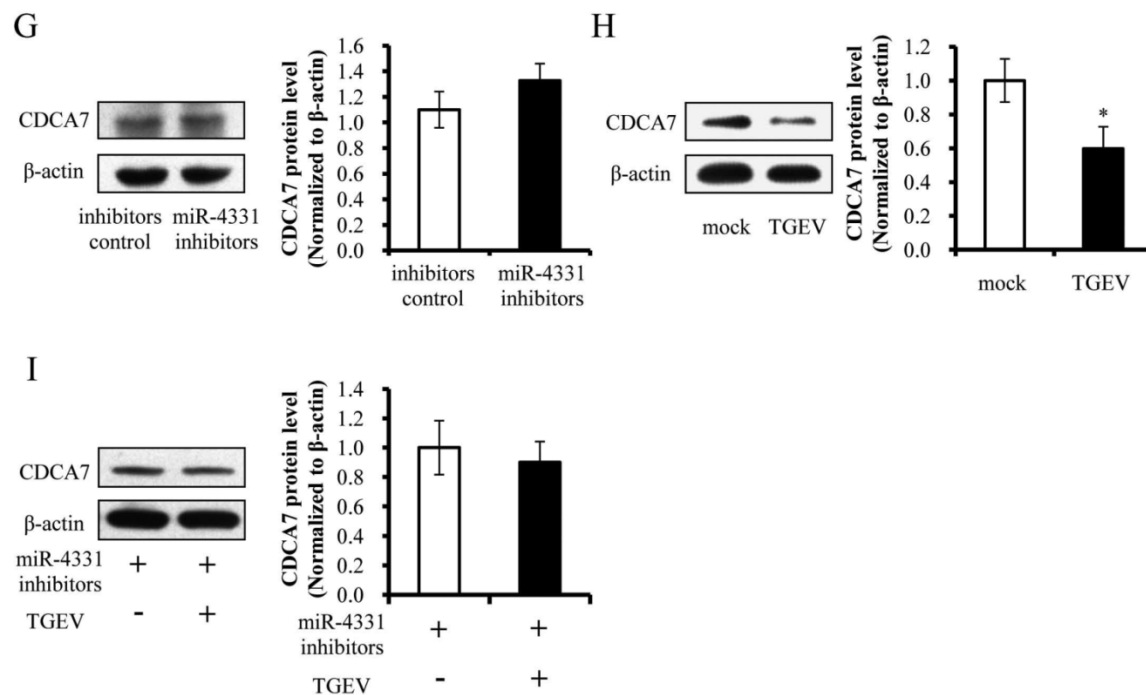 G
CDCA7
β-actin
inhibitors miR-4331
control inhibitors
CDCA7 protein level
(Normalized to β-actin)
1.6
1.4
1.2
1.0
0.8
0.6
0.4
0.2
0.0
inhibitors miR-4331
control inhibitors
H
CDCA7
β-actin
mock TGEV
CDCA7 protein level
(Normalized to β-actin)
1.2
1.0
0.8
0.6
0.4
0.2
0.0
*
mock TGEV
I
CDCA7
β-actin
miR-4331
inhibitors + +
TGEV - +
CDCA7 protein level
(Normalized to β-actin)
1.4
1.2
1.0
0.8
0.6
0.4
0.2
0.0
miR-4331
inhibitors + +
TGEV - +